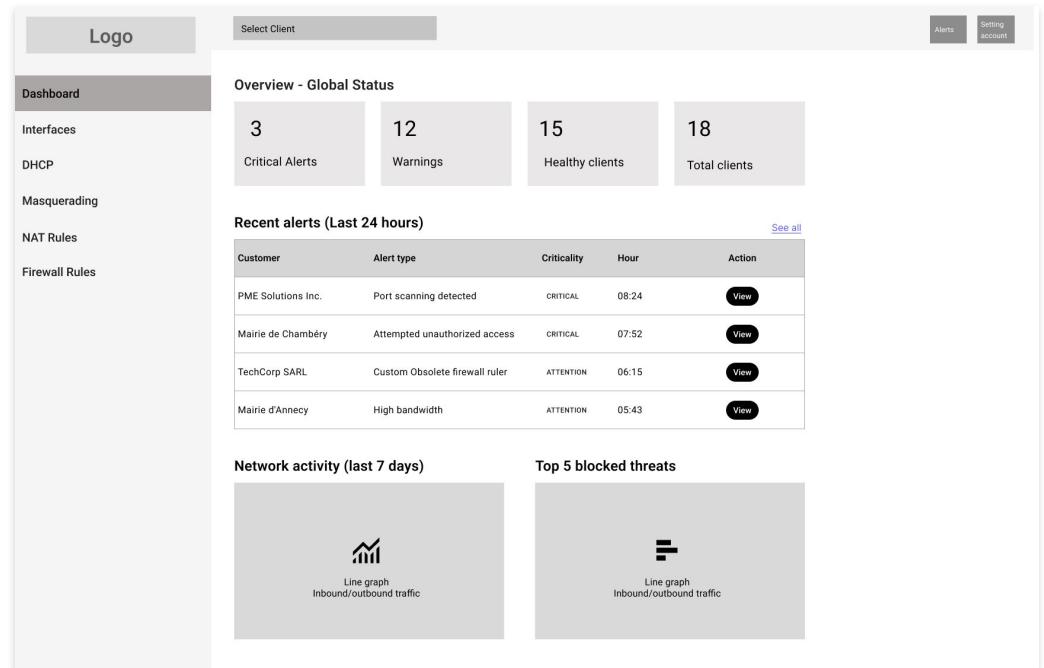 Logo
Select Client
Alerts
Setting
account
Dashboard
Interfaces
DHCP
Masquerading
NAT Rules
Firewall Rules
Overview - Global Status
3
Critical Alerts
12
Warnings
15
Healthy clients
18
Total clients
Recent alerts (Last 24 hours)
See all
Customer Alert type Criticality Hour Action
PME Solutions Inc. Port scanning detected CRITICAL 08:24 View
Mairie de Chambéry Attempted unauthorized access CRITICAL 07:52 View
TechCorp SARL Custom Obsolete firewall ruler ATTENTION 06:15 View
Mairie d'Annecy High bandwidth ATTENTION 05:43 View
Network activity (last 7 days)
Line graph
Inbound/outbound traffic
Top 5 blocked threats
Line graph
Inbound/outbound traffic